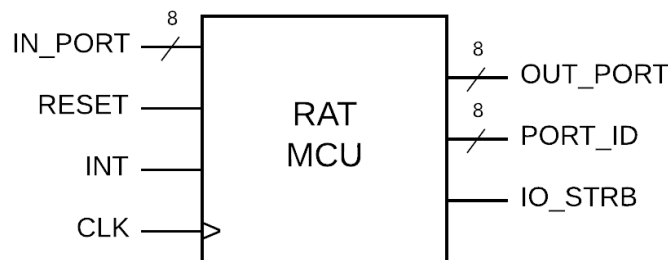 IN_PORT
8
RESET
INT
CLK
RAT
MCU
8
OUT_PORT
8
PORT_ID
IO_STRB